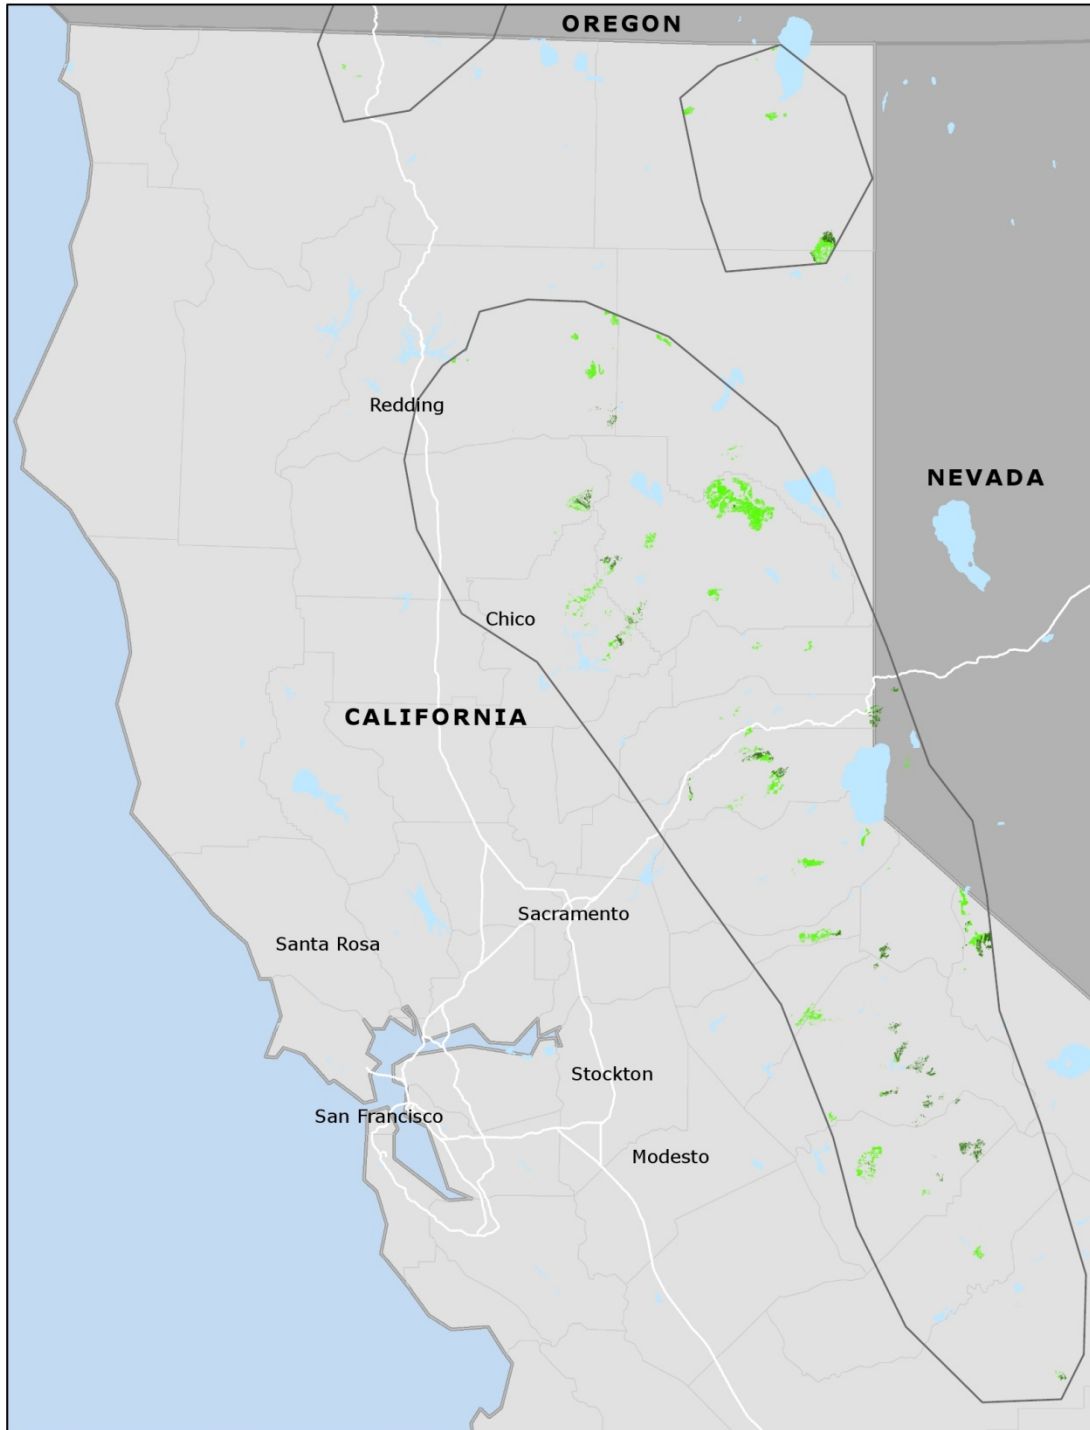 OREGON
Redding
NEVADA
Chico
CALIFORNIA
Sacramento
Santa Rosa
Stockton
San Francisco
Modesto